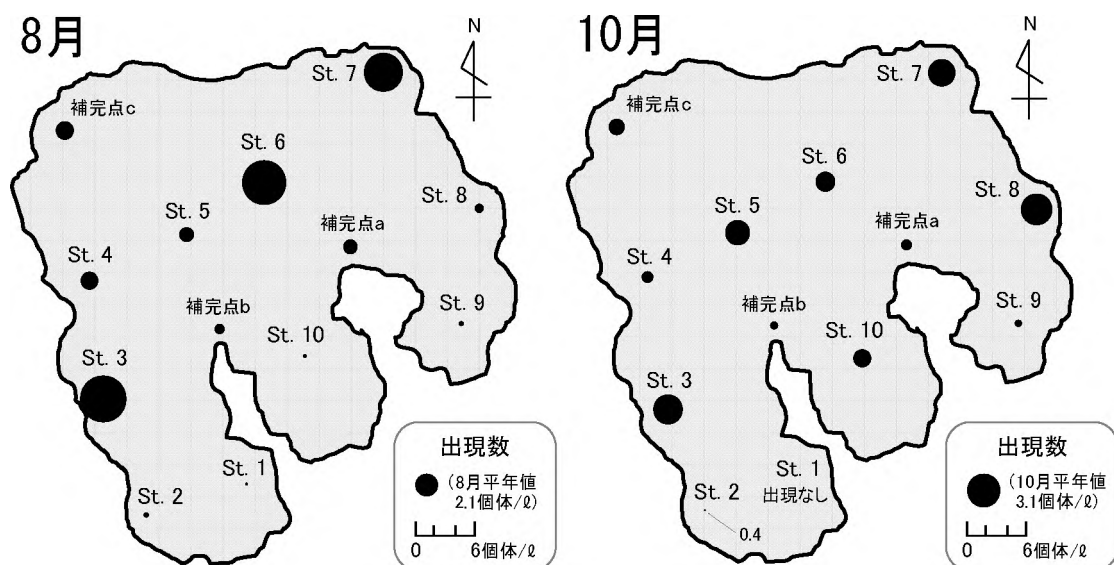 8月
N
St. 7
補完点c
St. 6
St. 8
St. 5
補完点a
St. 4
補完点b
St. 9
St. 10
St. 3
St. 1
St. 2
出現数
(8月平年値
2.1個体/ℓ)
0 6個体/ℓ
10月
N
St. 7
補完点c
St. 6
St. 8
St. 5
補完点a
St. 4
St. 9
補完点b
St. 10
St. 3
St. 1
出現なし
St. 2
0.4
出現数
(10月平年値
3.1個体/ℓ)
0 6個体/ℓ